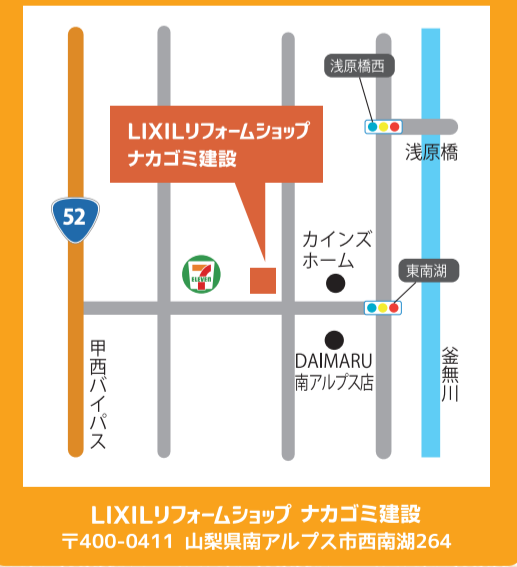 浅原橋西
LIXILリフォームショップ
ナカゴミ建設
浅原橋
52
カインズ
ホーム
7
ELEVEN
東南湖
DAIMARU
南アルプス店
甲西バイパス
釜無川
LIXILリフォームショップ ナカゴミ建設
〒400-0411 山梨県南アルプス市西南湖264